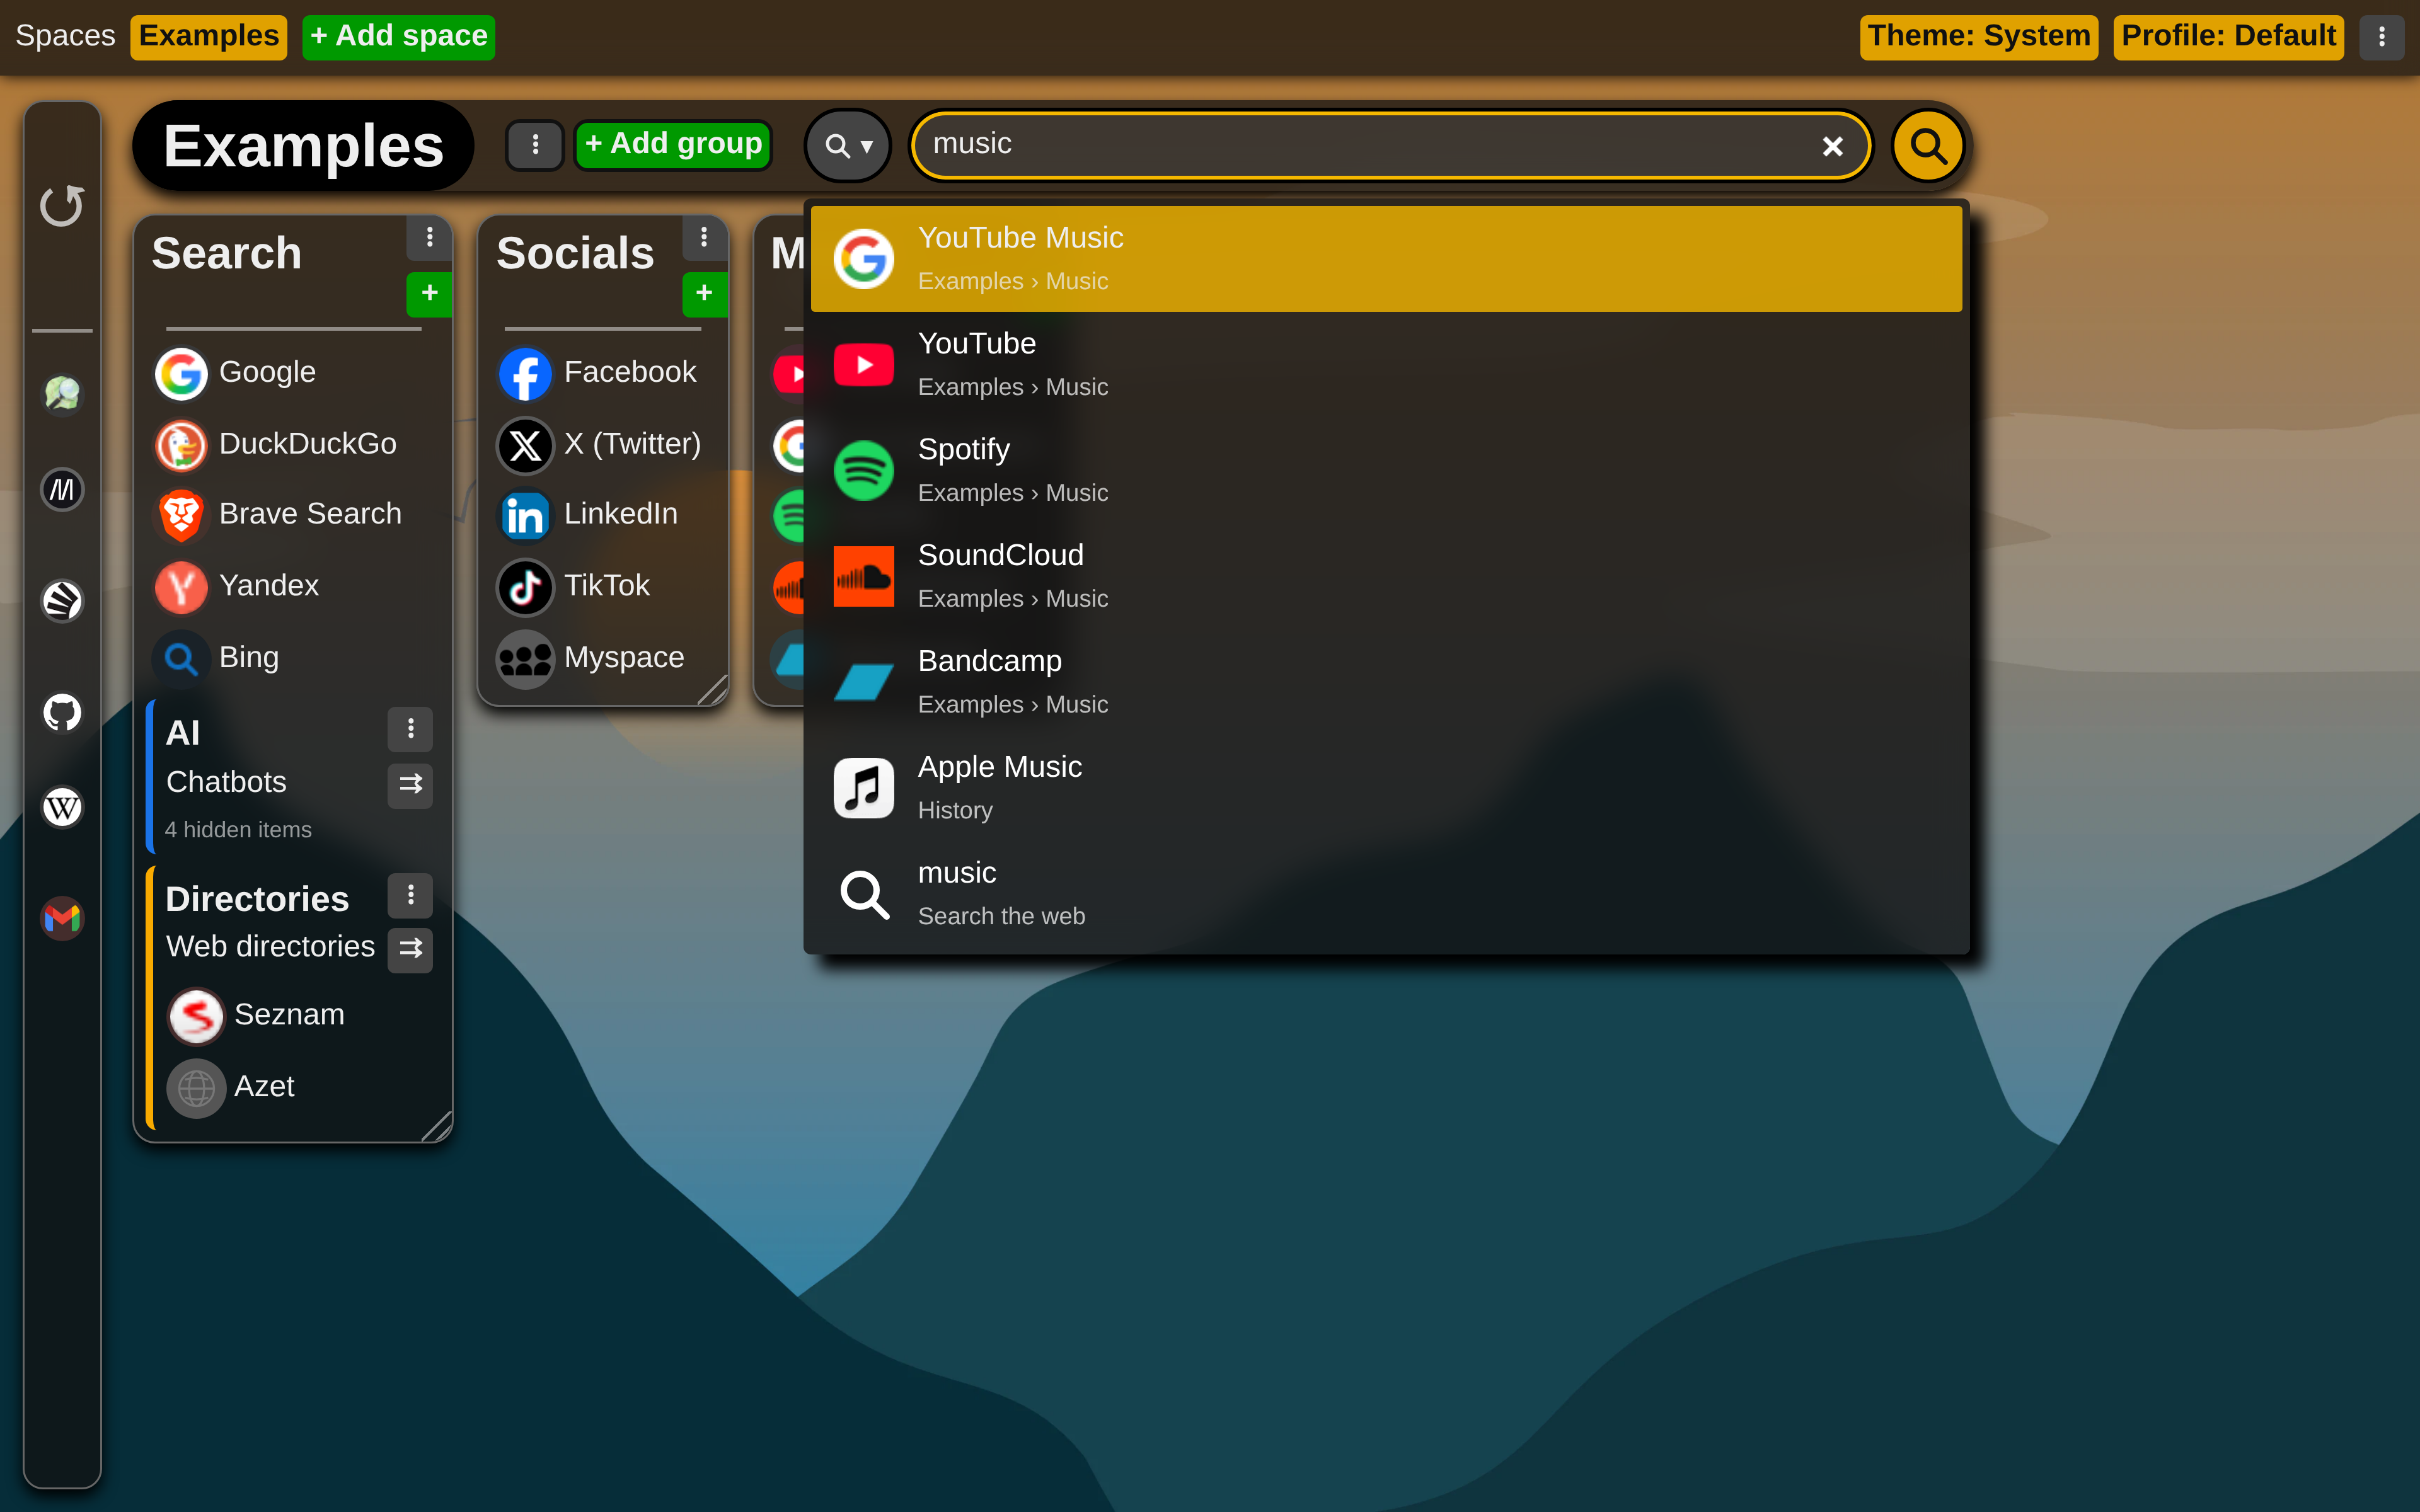 Spaces Examples + Add space Theme: System Profile: Default
Examples + Add group music
Search
+
Google
DuckDuckGo
Brave Search
Yandex
Bing
AI
Chatbots
4 hidden items
Directories
Web directories
Seznam
Azet
Socials
+
Facebook
X (Twitter)
LinkedIn
TikTok
Myspace
M
YouTube Music
Examples › Music
YouTube
Examples › Music
Spotify
Examples › Music
SoundCloud
Examples › Music
Bandcamp
Examples › Music
Apple Music
History
music
Search the web